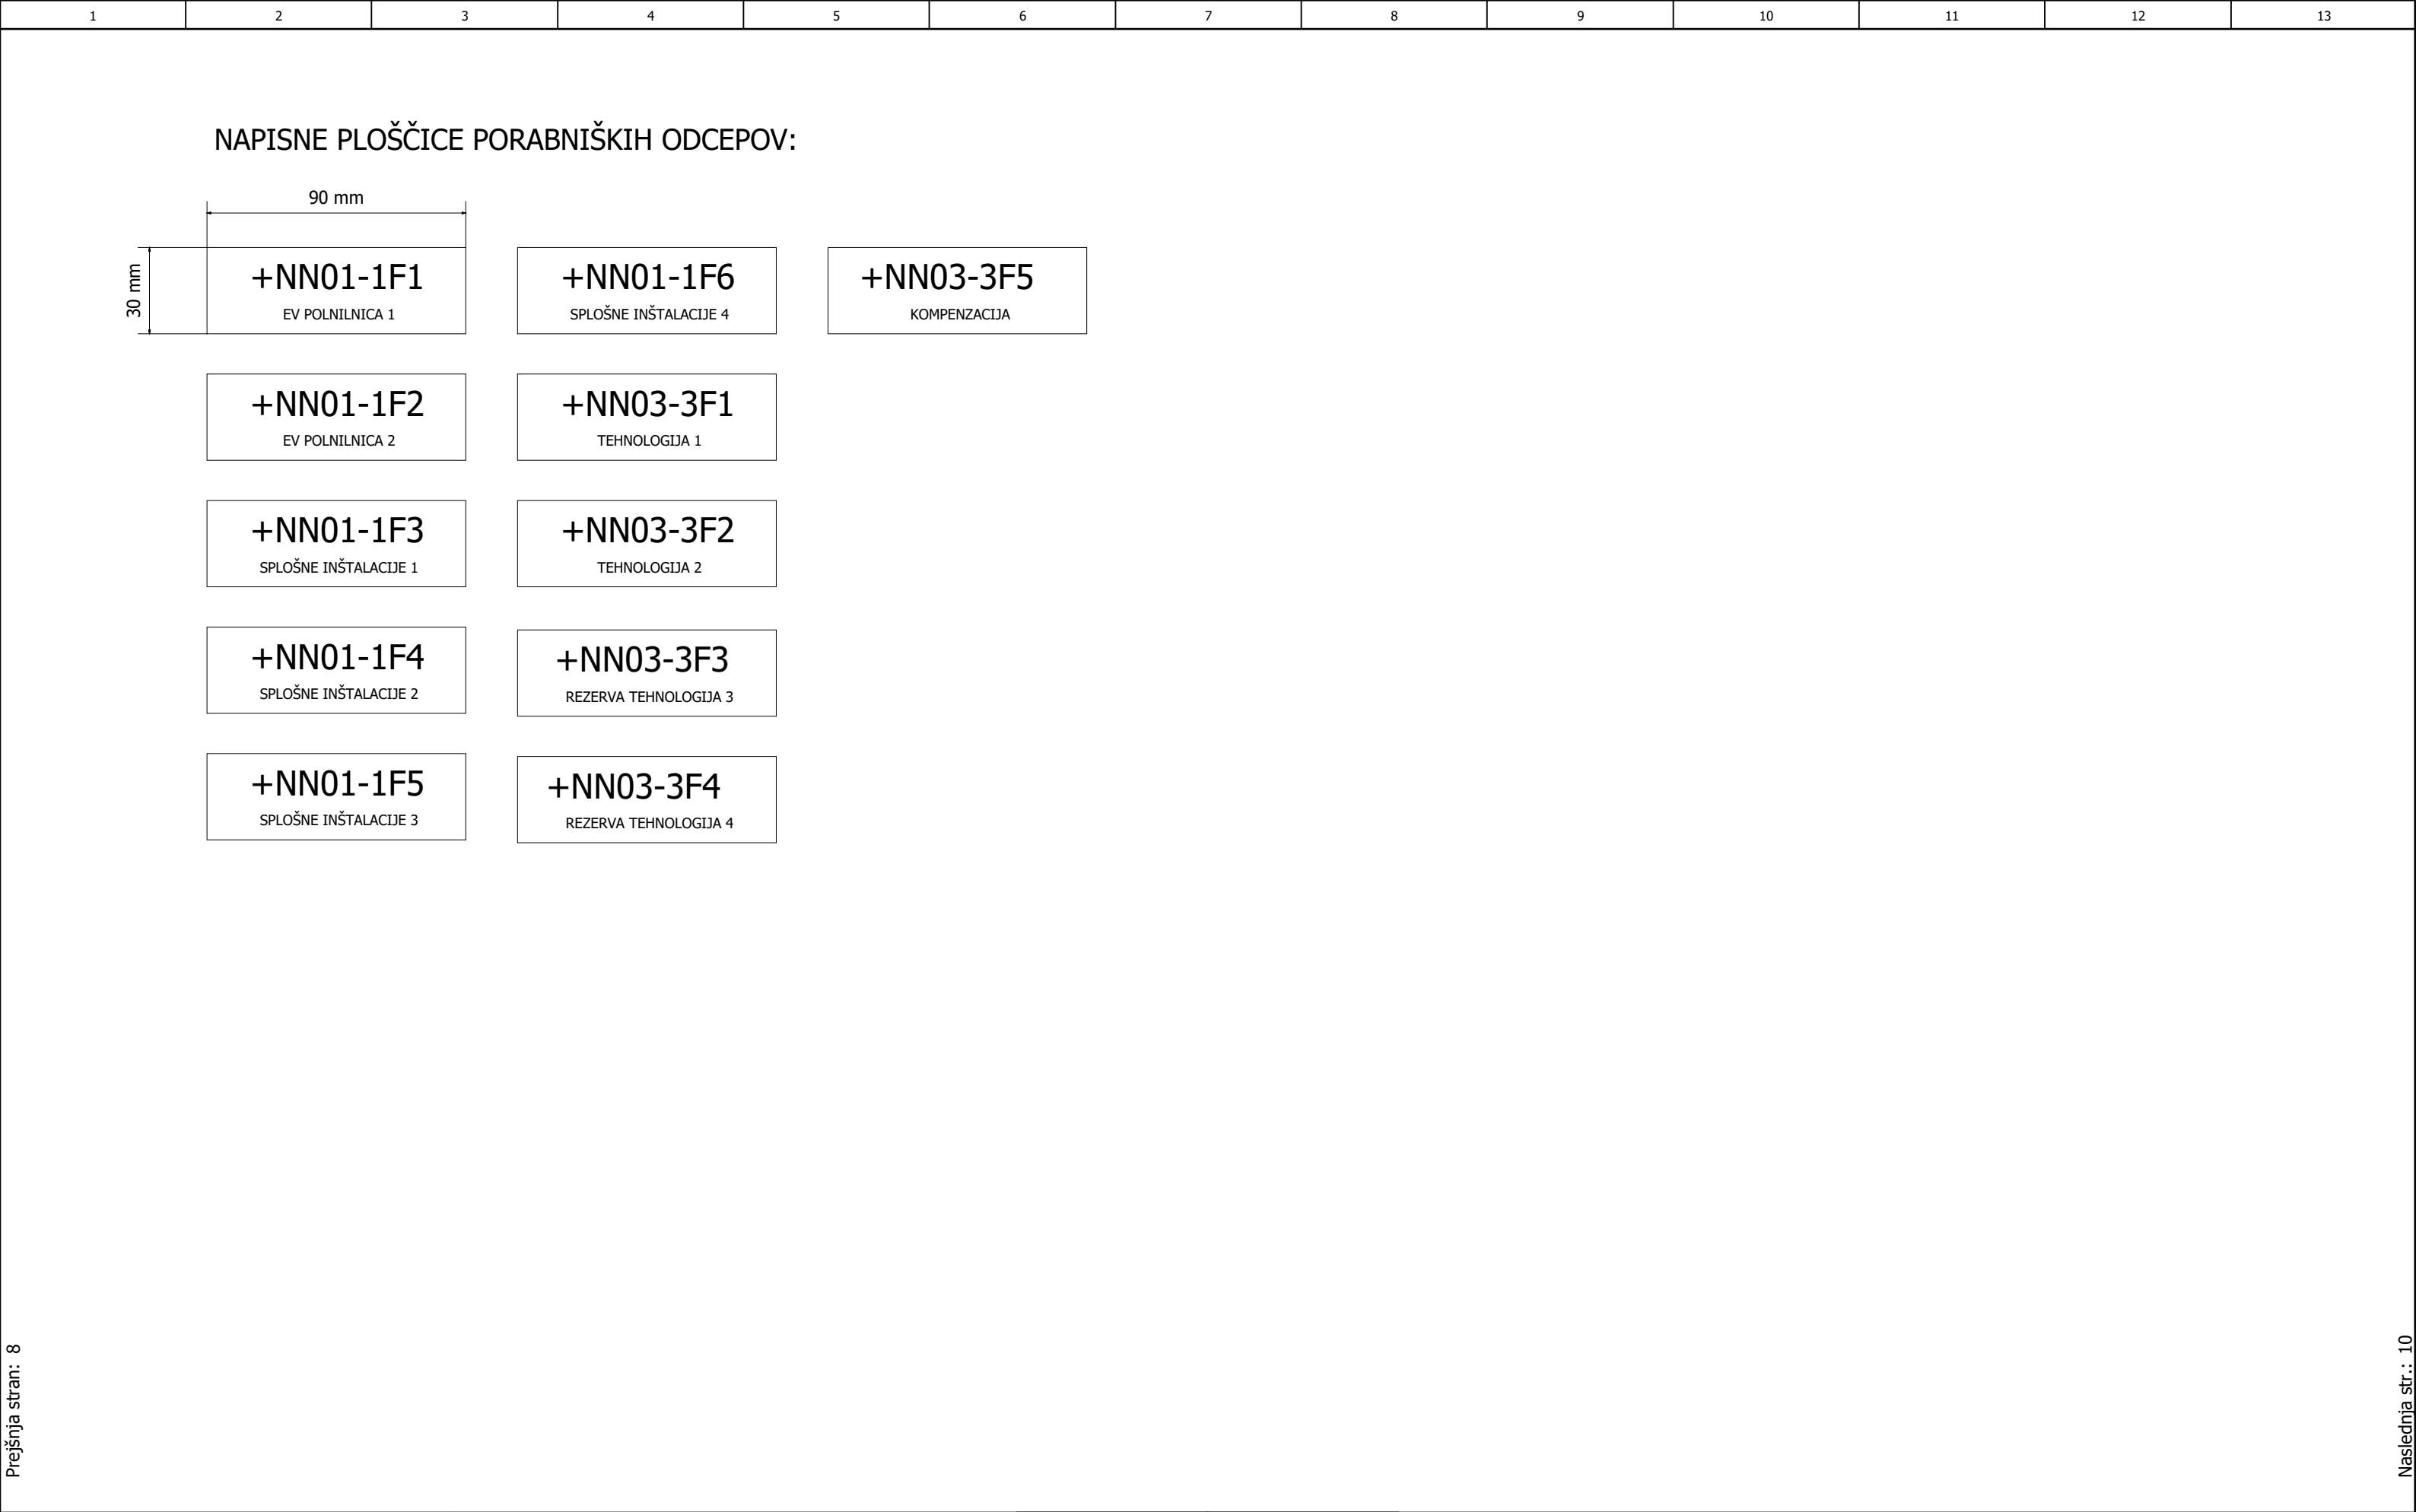 1 2 3 4 5 6 7 8 9 10 11 12 13
NAPISNE PLOŠČICE PORABNIŠKIH ODCEPOV:
90 mm
30 mm
+NN01-1F1
EV POLNILNICA 1
+NN01-1F2
EV POLNILNICA 2
+NN01-1F3
SPLOŠNE INŠTALACIJE 1
+NN01-1F4
SPLOŠNE INŠTALACIJE 2
+NN01-1F5
SPLOŠNE INŠTALACIJE 3
+NN01-1F6
SPLOŠNE INŠTALACIJE 4
+NN03-3F1
TEHNOLOGIJA 1
+NN03-3F2
TEHNOLOGIJA 2
+NN03-3F3
REZERVA TEHNOLOGIJA 3
+NN03-3F4
REZERVA TEHNOLOGIJA 4
+NN03-3F5
KOMPENZACIJA
Prejšnja stran: 8
Naslednja str.: 10